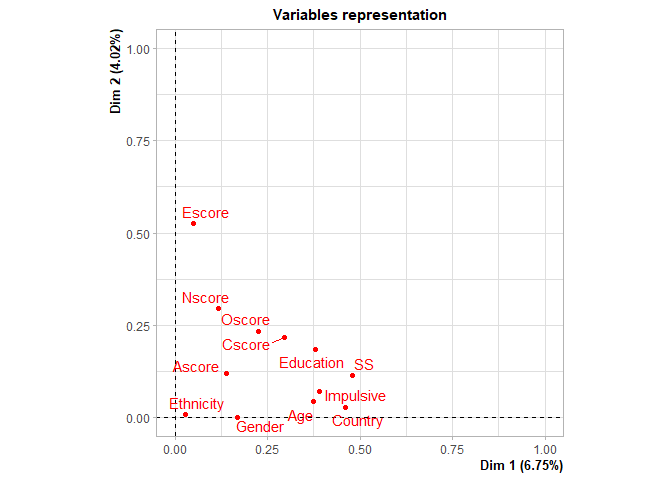 Variables representation
Dim 2 (4.02%)
1.00
0.75
0.50
0.25
0.00
Escore
Nscore
Oscore
Cscore
Education
SS
Ascore
Impulsive
Ethnicity
Age
Country
Gender
0.00 0.25 0.50 0.75 1.00
Dim 1 (6.75%)